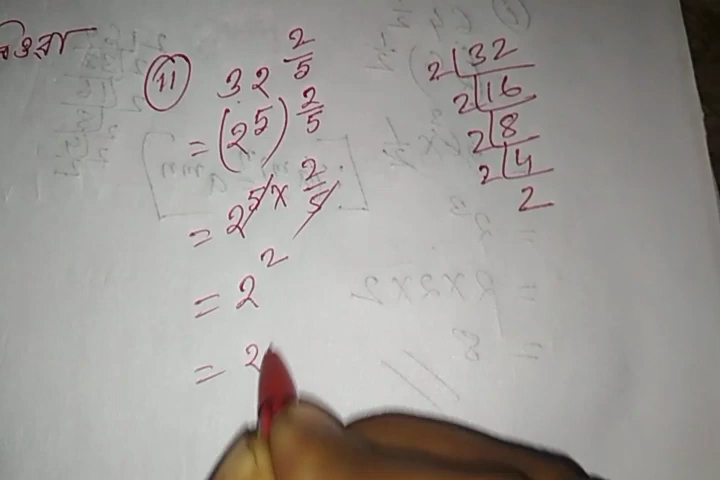 (11) 32^(2/5)
= (2^5)^(2/5)
= 2^(5 × 2/5)
= 2^2
= 2
2 | 32
2 | 16
2 | 8
2 | 4
2